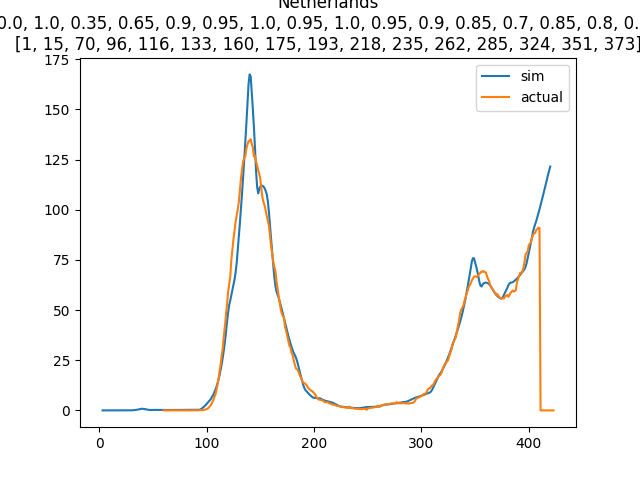 Netherlands
0.0, 1.0, 0.35, 0.65, 0.9, 0.95, 1.0, 0.95, 1.0, 0.95, 0.9, 0.85, 0.7, 0.85, 0.8, 0.
[1, 15, 70, 96, 116, 133, 160, 175, 193, 218, 235, 262, 285, 324, 351, 373]
175
sim
actual
150
125
100
75
50
25
0
0 100 200 300 400